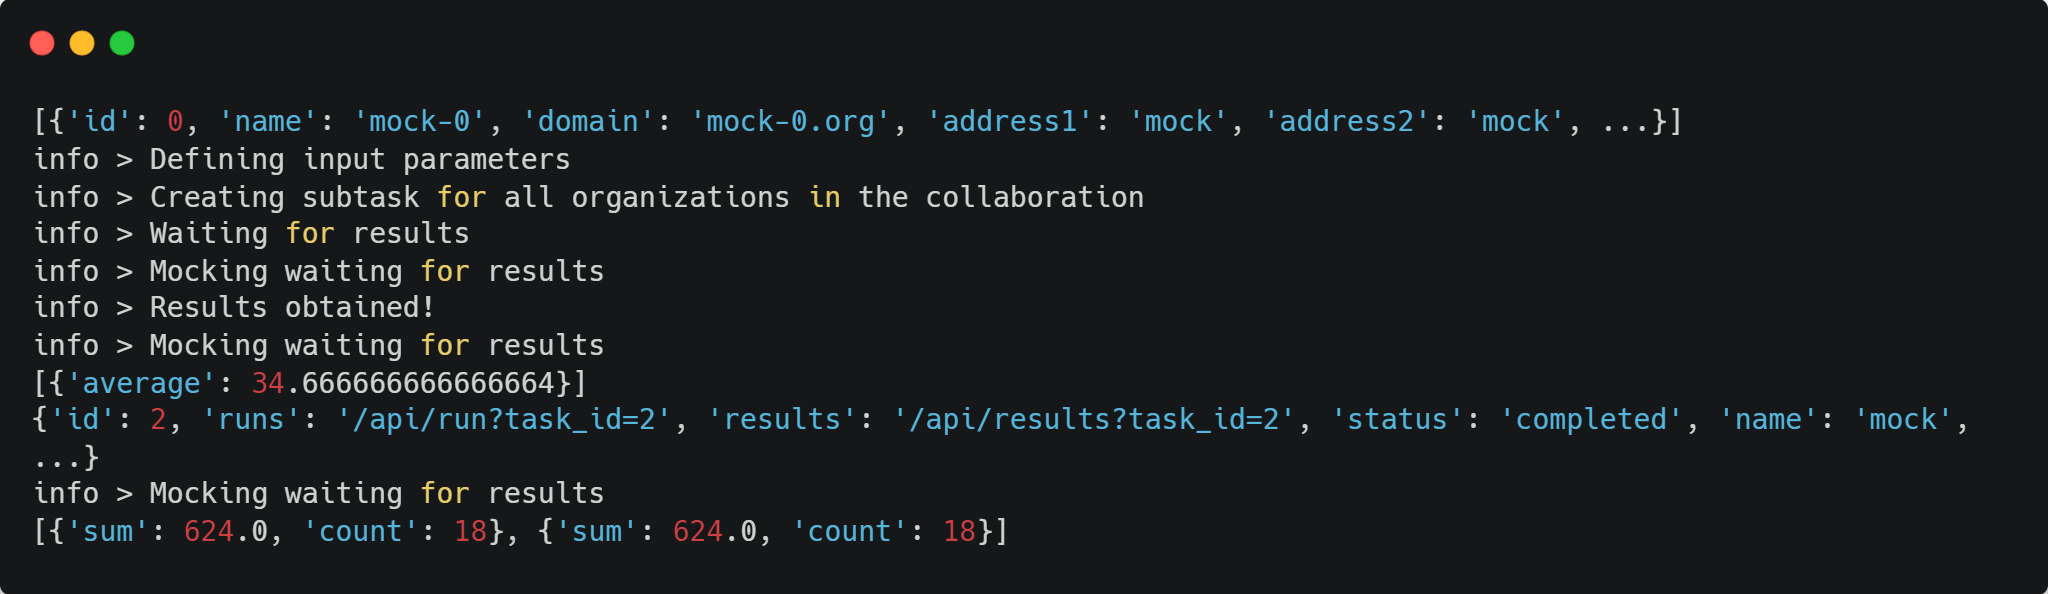 [{'id': 0, 'name': 'mock-0', 'domain': 'mock-0.org', 'address1': 'mock', 'address2': 'mock', ...}]
info > Defining input parameters
info > Creating subtask for all organizations in the collaboration
info > Waiting for results
info > Mocking waiting for results
info > Results obtained!
info > Mocking waiting for results
[{'average': 34.666666666666664}]
{'id': 2, 'runs': '/api/run?task_id=2', 'results': '/api/results?task_id=2', 'status': 'completed', 'name': 'mock',
...}
info > Mocking waiting for results
[{'sum': 624.0, 'count': 18}, {'sum': 624.0, 'count': 18}]